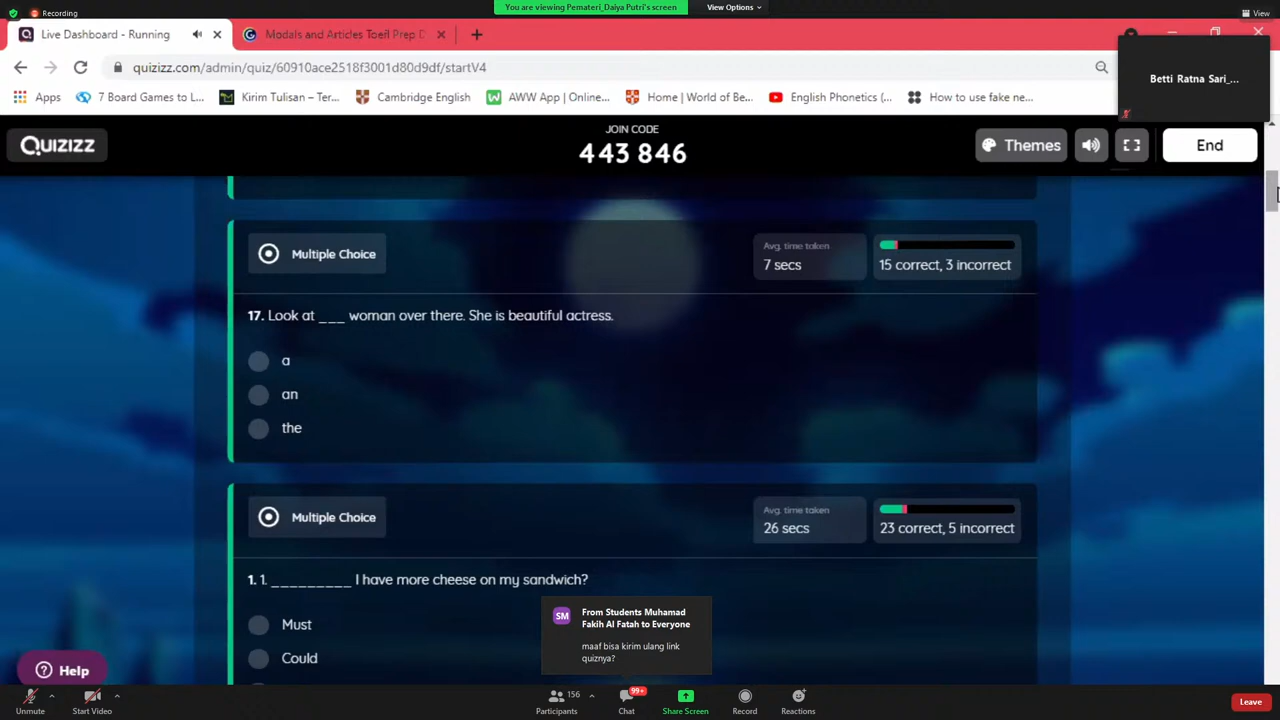 Recording
You are viewing Pemateri_Daiya Putri's screen
View Options
View
Live Dashboard - Running
Modals and Articles Toefl Prep D
quizizz.com/admin/quiz/60910ace2518f3001d80d9df/startV4
Betti Ratna Sari_...
Apps
7 Board Games to L...
Kirim Tulisan – Ter...
Cambridge English
AWW App | Online...
Home | World of Be...
English Phonetics (...
How to use fake ne...
Quizizz
JOIN CODE
443 846
Themes
End
Multiple Choice
Avg. time taken
7 secs
15 correct, 3 incorrect
17. Look at ___ woman over there. She is beautiful actress.
a
an
the
Multiple Choice
Avg. time taken
26 secs
23 correct, 5 incorrect
1. 1. _________ I have more cheese on my sandwich?
Must
Could
SM
From Students Muhamad
Fakih Al Fatah to Everyone
maaf bisa kirim ulang link
quiznya?
Help
Unmute
Start Video
156
Participants
99+
Chat
Share Screen
Record
Reactions
Leave